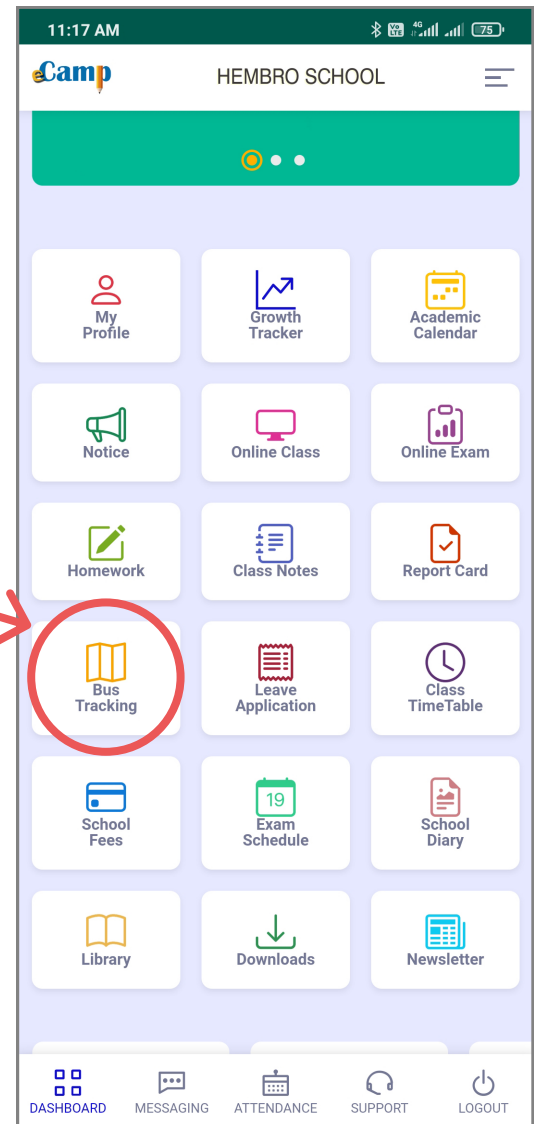 11:17 AM VoLTE 4G 75
eCamp HEMBRO SCHOOL
My
Profile
Growth
Tracker
Academic
Calendar
Notice
Online Class
Online Exam
Homework
Class Notes
Report Card
Bus
Tracking
Leave
Application
Class
TimeTable
School
Fees
19
Exam
Schedule
School
Diary
Library
Downloads
Newsletter
DASHBOARD MESSAGING ATTENDANCE SUPPORT LOGOUT